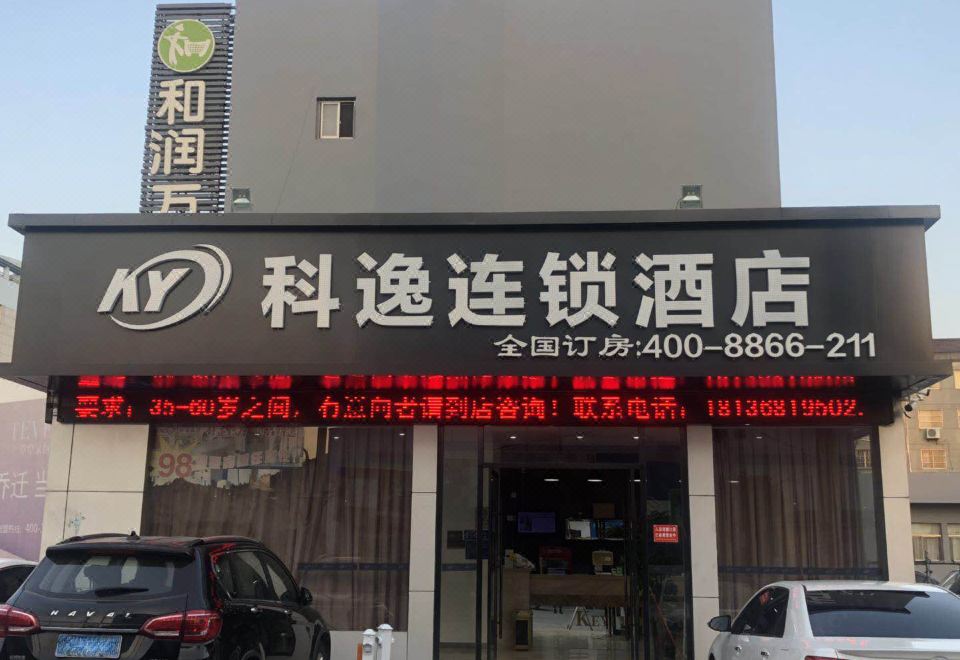 和润万
KY 科逸连锁酒店
全国订房:400-8866-211
要求：35-60岁之间，有意向者请到店咨询！联系电话：18136819502.
98
HAVAL
KEY